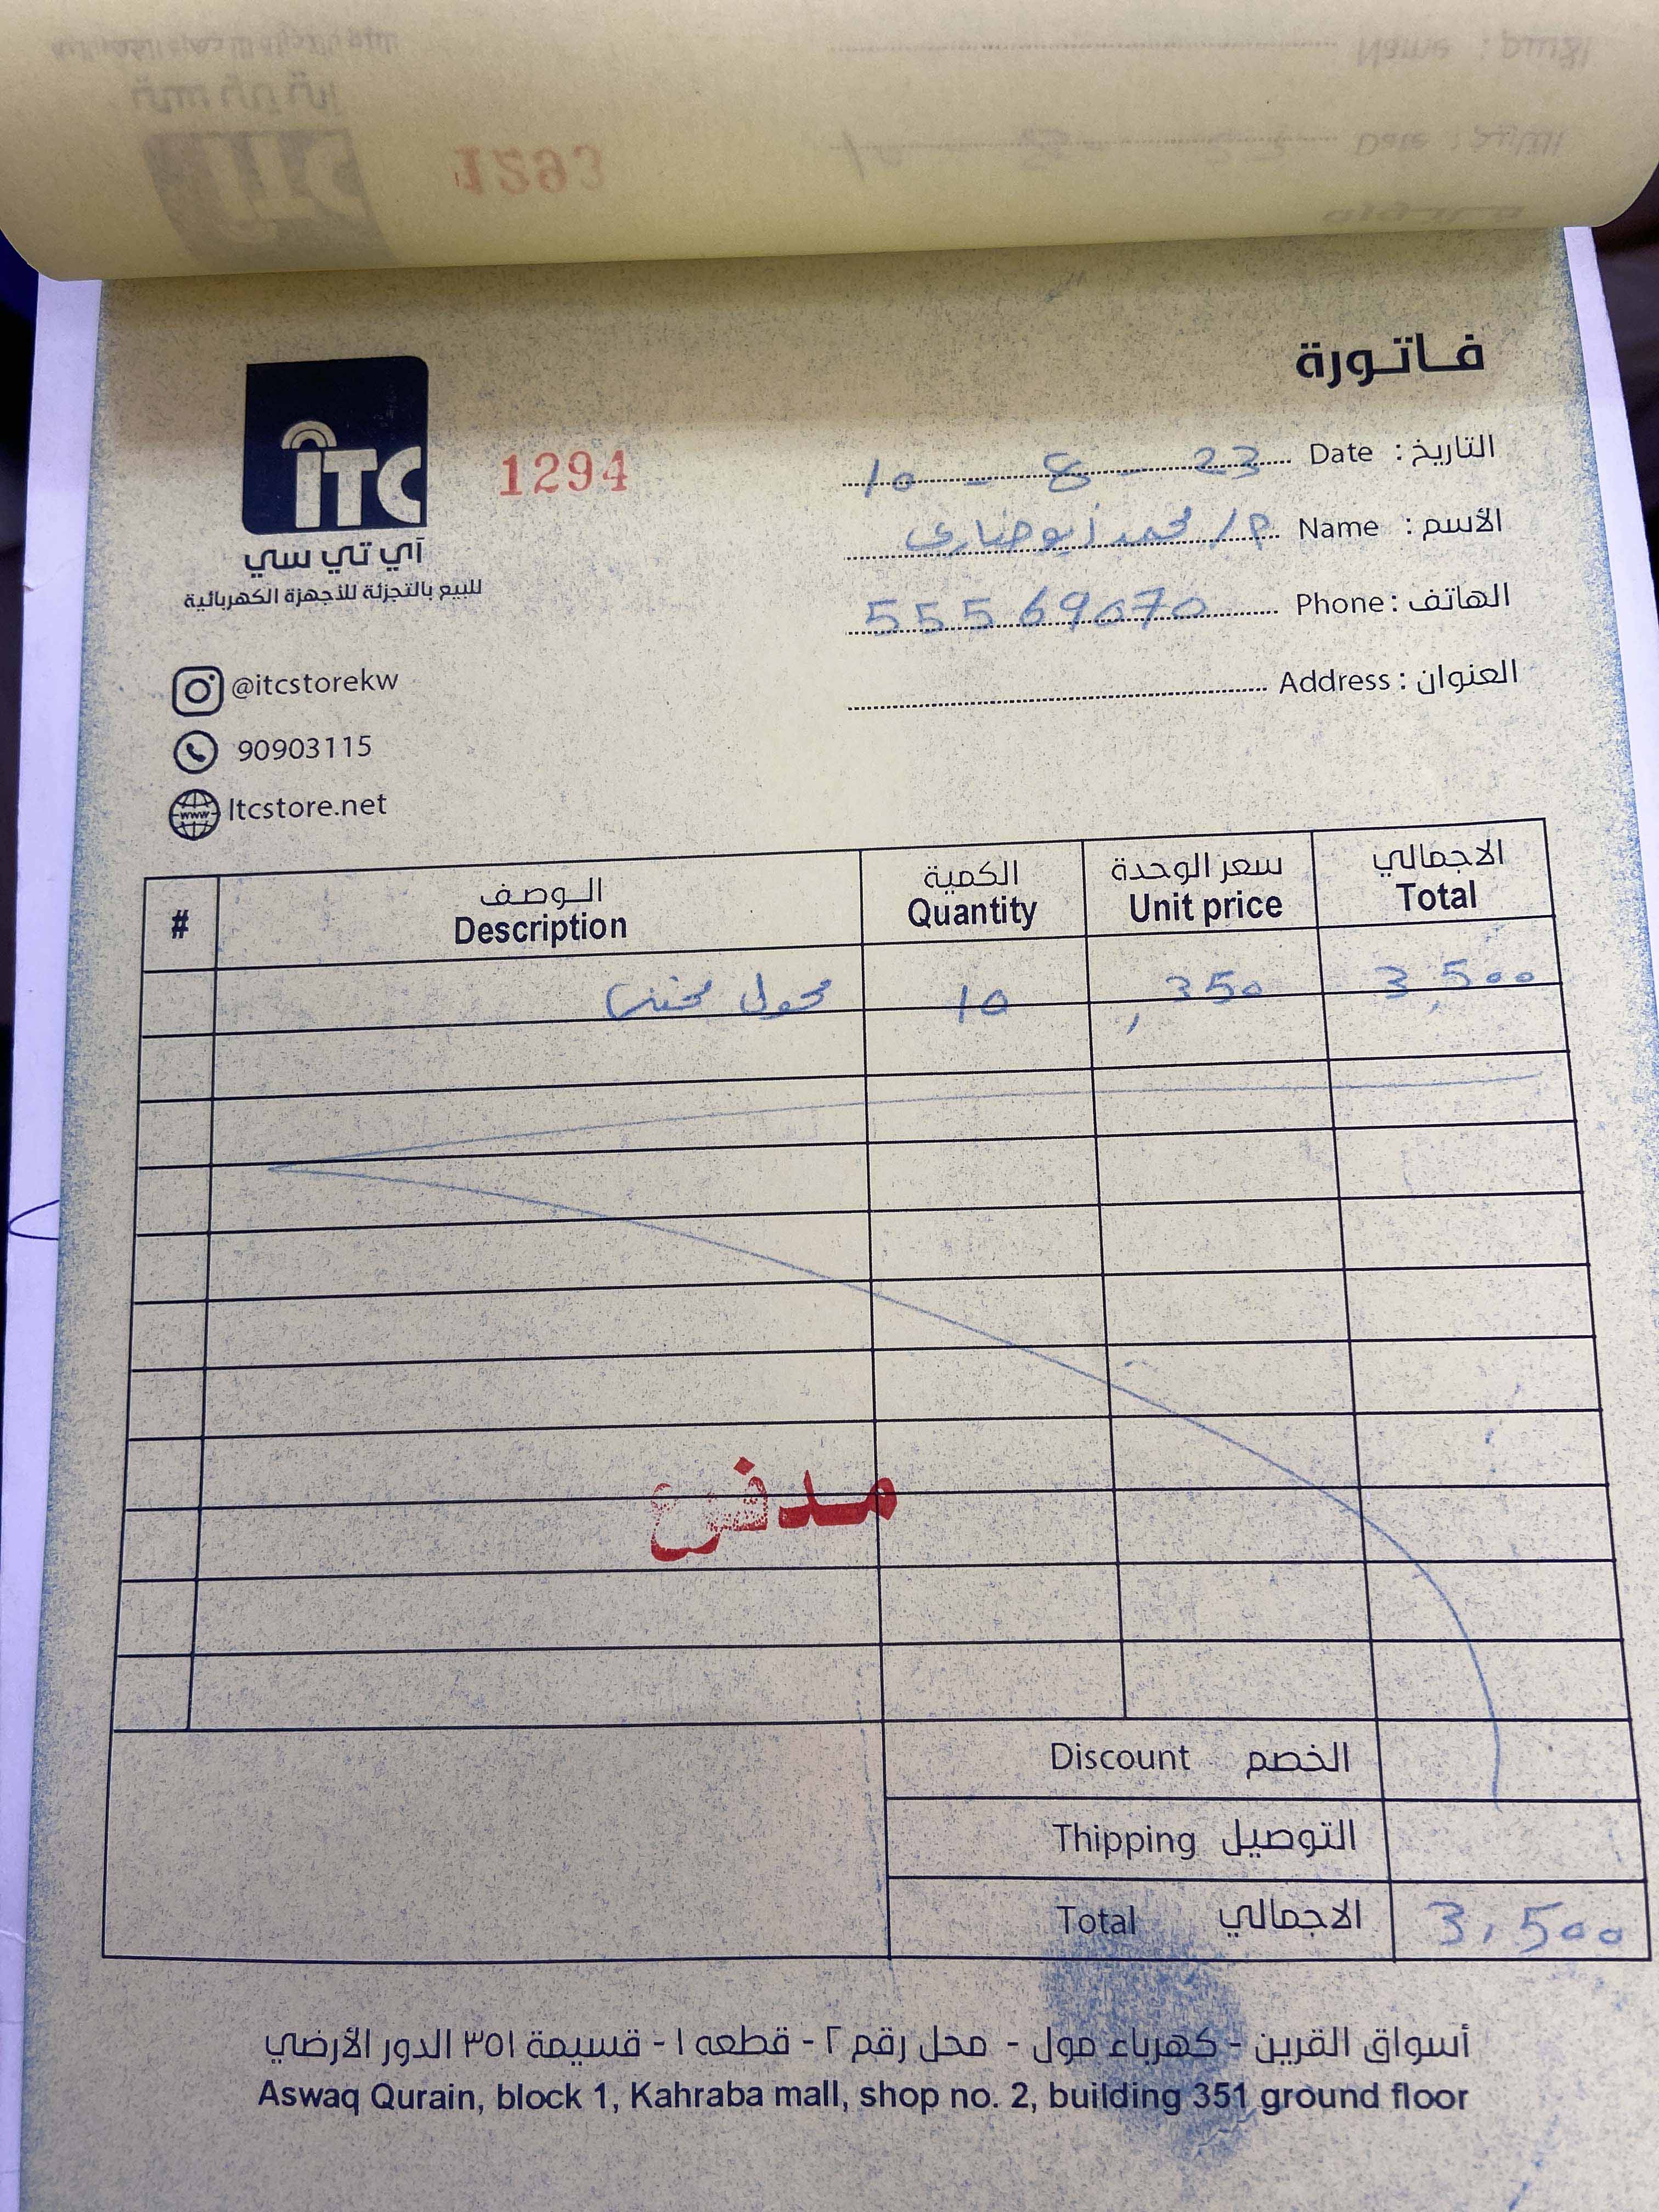 1293
فاتورة
iTC
آي تي سي
للبيع بالتجزئة للأجهزة الكهربائية
1294
التاريخ : Date 10 - 8 - 23
الأسم : Name م/ محمد أبو
الهاتف : Phone 55569070
العنوان : Address
@itcstorekw
90903115
Itcstore.net
# الوصف الكمية سعر الوحدة الاجمالي
Description Quantity Unit price Total
محول 10 ,350 3,500
مدفوع
Discount الخصم
Thipping التوصيل
Total الاجمالي 3,500
أسواق القرين - كهرباء مول - محل رقم ٢ - قطعه ١ - قسيمة ٣٥١ الدور الأرضي
Aswaq Qurain, block 1, Kahraba mall, shop no. 2, building 351 ground floor